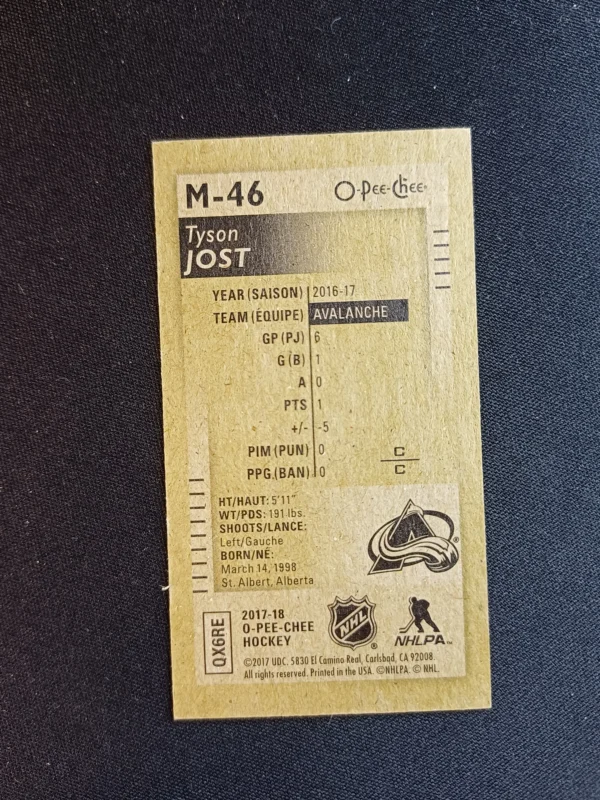 M-46 O-Pee-Chee
Tyson
JOST
YEAR (SAISON) 2016-17
TEAM (ÉQUIPE) AVALANCHE
GP (PJ) 6
G (B) 1
A 0
PTS 1
+/- -5
PIM (PUN) 0
PPG (BAN) 0
C
C
HT/HAUT: 5'11"
WT/PDS: 191 lbs.
SHOOTS/LANCE:
Left/Gauche
BORN/NÉ:
March 14, 1998
St. Albert, Alberta
A ®
QX6RE
2017-18
O-PEE-CHEE
HOCKEY
NHL ®
NHLPA™
©2017 UDC. 5830 El Camino Real, Carlsbad, CA 92008.
All rights reserved. Printed in the USA. ©NHLPA. © NHL.